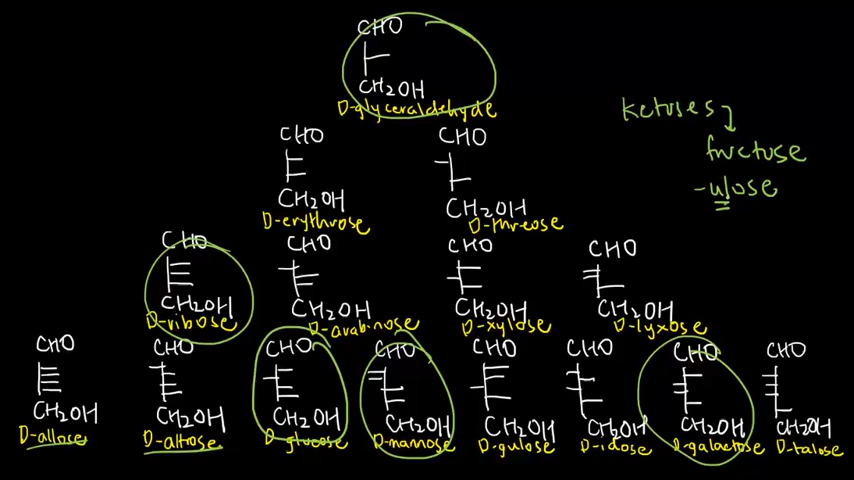 CHO
CH2OH
D-glyceraldehyde
ketoses
fructose
-ulose
CHO CHO
CH2OH CH2OH
D-erythrose D-threose
CHO CHO CHO CHO
CH2OH CH2OH CH2OH CH2OH
D-ribose D-arabinose D-xylose D-lyxose
CHO CHO CHO CHO CHO CHO CHO CHO
CH2OH CH2OH CH2OH CH2OH CH2OH CH2OH CH2OH CH2OH
D-allose D-altrose D-glucose D-mannose D-gulose D-idose D-galactose D-talose